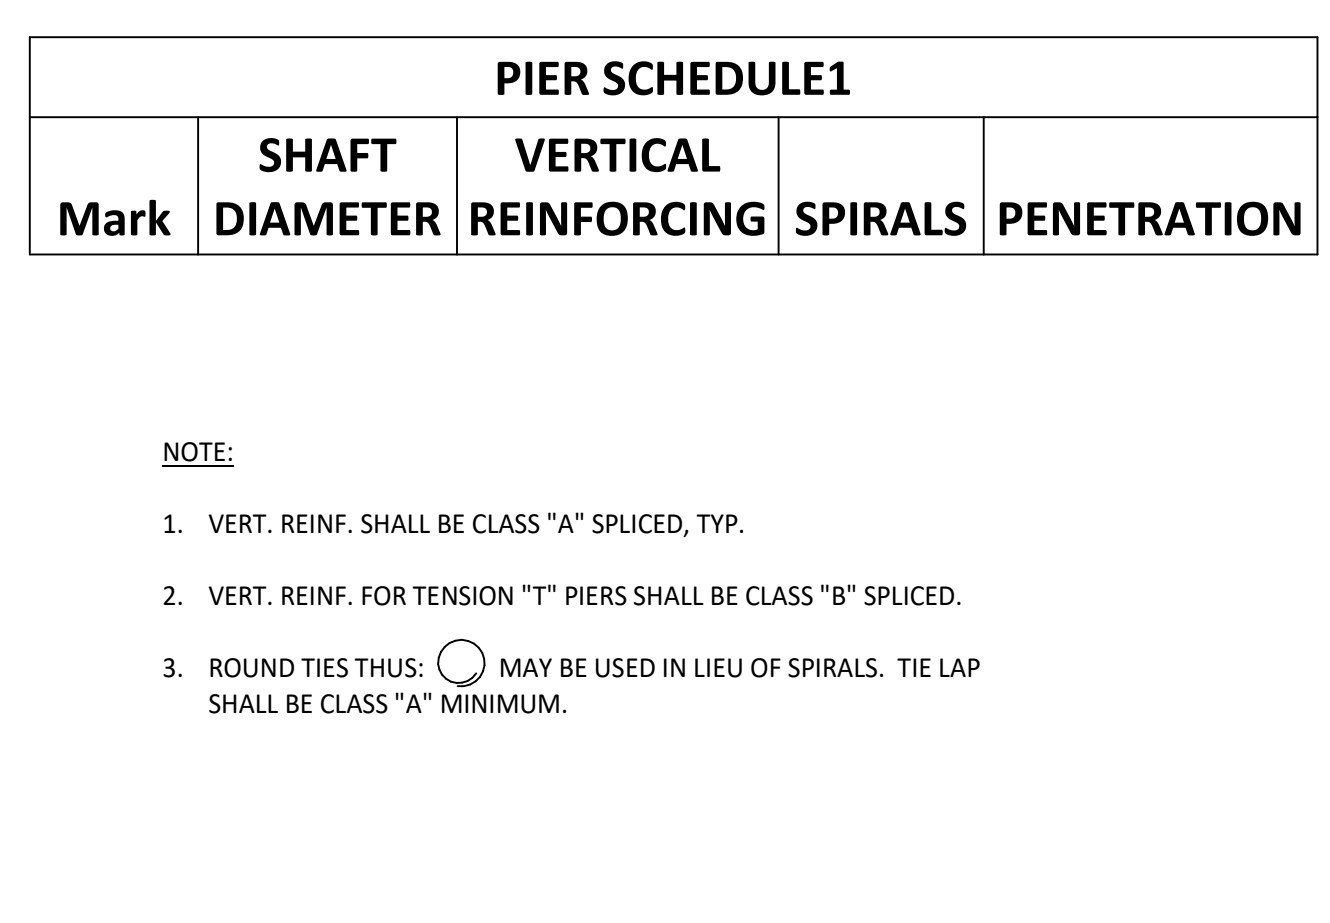 PIER SCHEDULE1
Mark
SHAFT
DIAMETER
VERTICAL
REINFORCING
SPIRALS
PENETRATION
NOTE:
1. VERT. REINF. SHALL BE CLASS "A" SPLICED, TYP.
2. VERT. REINF. FOR TENSION "T" PIERS SHALL BE CLASS "B" SPLICED.
3. ROUND TIES THUS: MAY BE USED IN LIEU OF SPIRALS. TIE LAP
SHALL BE CLASS "A" MINIMUM.